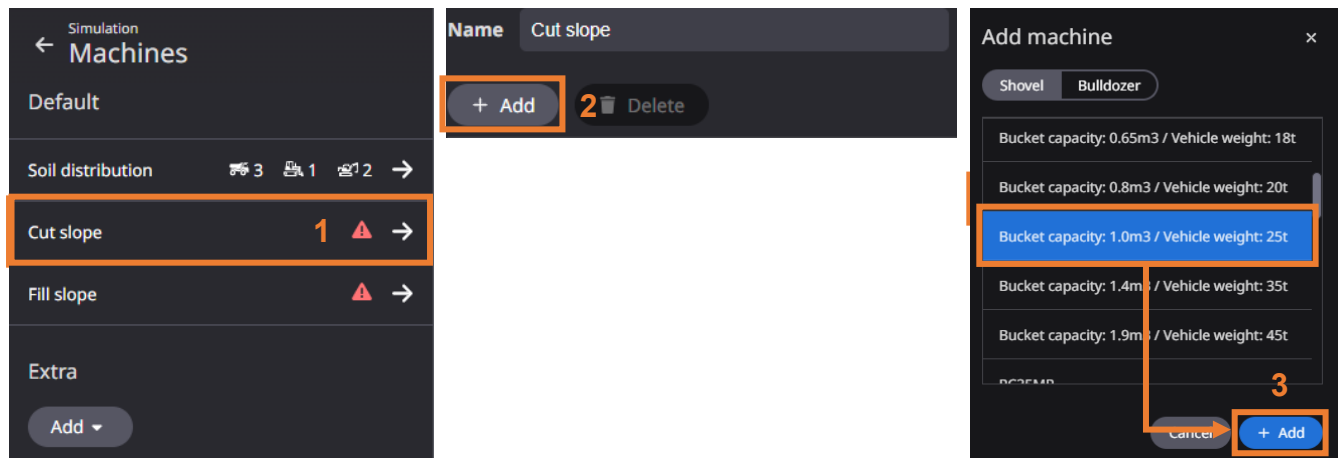 Simulation
Machines
Default
Soil distribution 3 1 2
Cut slope 1
Fill slope
Extra
Add
Name Cut slope
+ Add 2 Delete
Add machine ×
Shovel Bulldozer
Bucket capacity: 0.65m3 / Vehicle weight: 18t
Bucket capacity: 0.8m3 / Vehicle weight: 20t
Bucket capacity: 1.0m3 / Vehicle weight: 25t
Bucket capacity: 1.4m3 / Vehicle weight: 35t
Bucket capacity: 1.9m3 / Vehicle weight: 45t
3
Cancel + Add